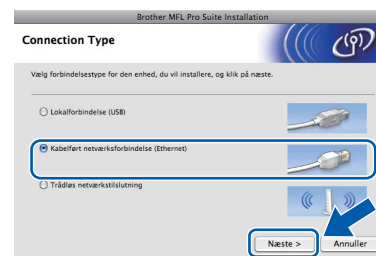 Brother MFL Pro Suite Installation
Connection Type
Vælg forbindelsestype for den enhed, du vil installere, og klik på næste.
Lokalforbindelse (USB)
Kabelført netværksforbindelse (Ethernet)
Trådløs netværkstilslutning
Næste >
Annuller